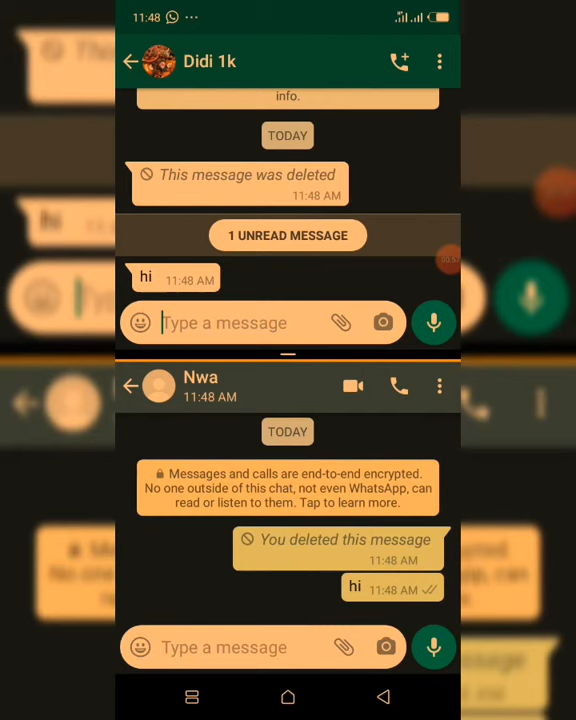 11:48
Didi 1k
info.
TODAY
This message was deleted
11:48 AM
1 UNREAD MESSAGE
hi 11:48 AM
Type a message
Nwa
11:48 AM
TODAY
Messages and calls are end-to-end encrypted.
No one outside of this chat, not even WhatsApp, can
read or listen to them. Tap to learn more.
You deleted this message
11:48 AM
hi 11:48 AM
Type a message